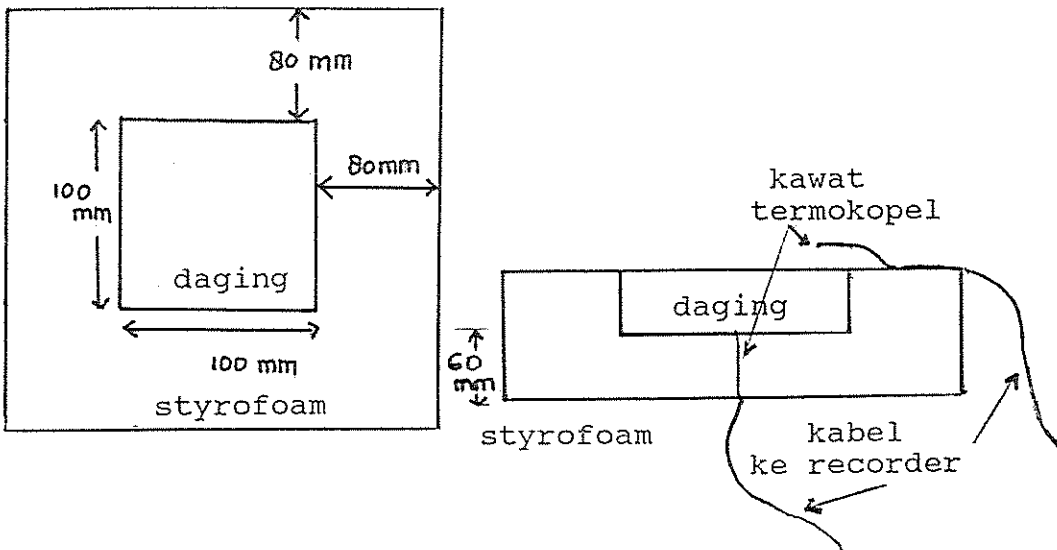 80 mm
80mm
100
mm
daging
100 mm
styrofoam
kawat
termokopel
daging
60
mm
styrofoam
kabel
ke recorder